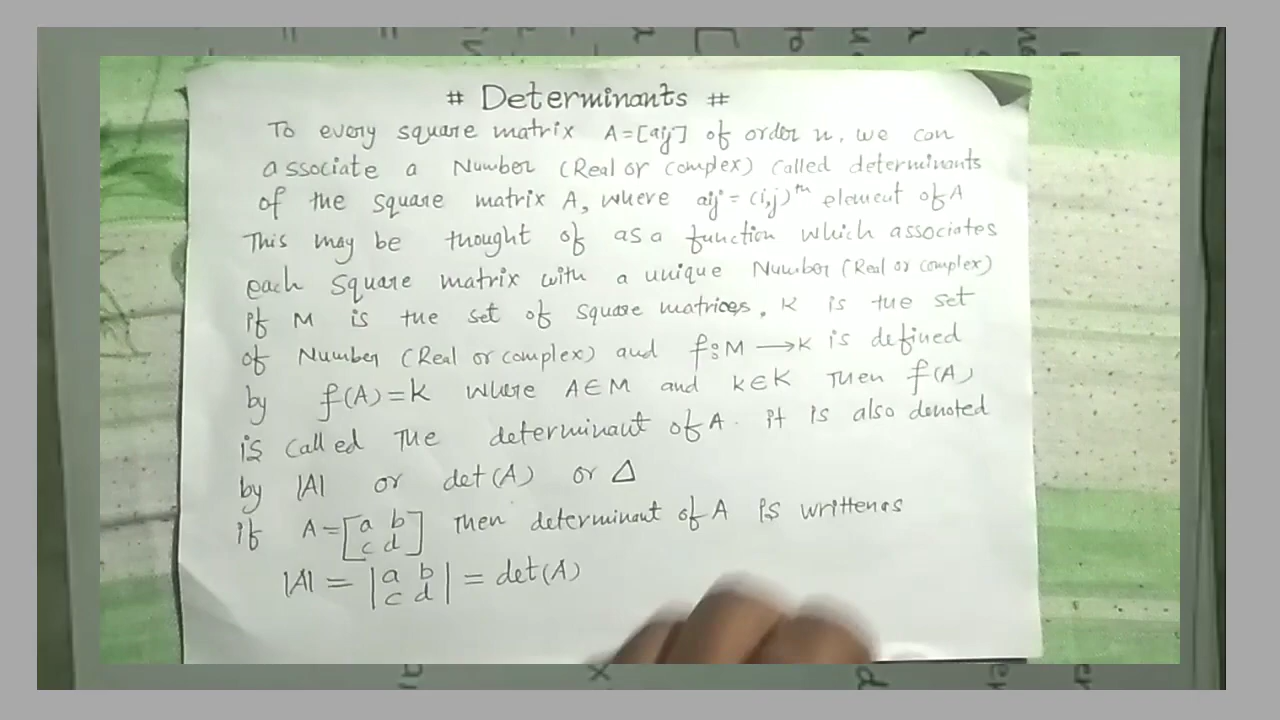 # Determinants #
To every square matrix A=[aij] of order n, we can
associate a Number (Real or complex) called determinants
of the square matrix A, where aij = (i,j)th element of A
This may be thought of as a function which associates
each square matrix with a unique Number (Real or complex)
if M is the set of square matrices, K is the set
of Number (Real or complex) and f:M ⟶K is defined
by f(A)=K where A∈M and k∈K Then f(A)
is called The determinant of A. it is also denoted
by |A| or det(A) or Δ
if A=[a b c d] Then determinant of A is written as
|A| = |a b c d| = det(A)